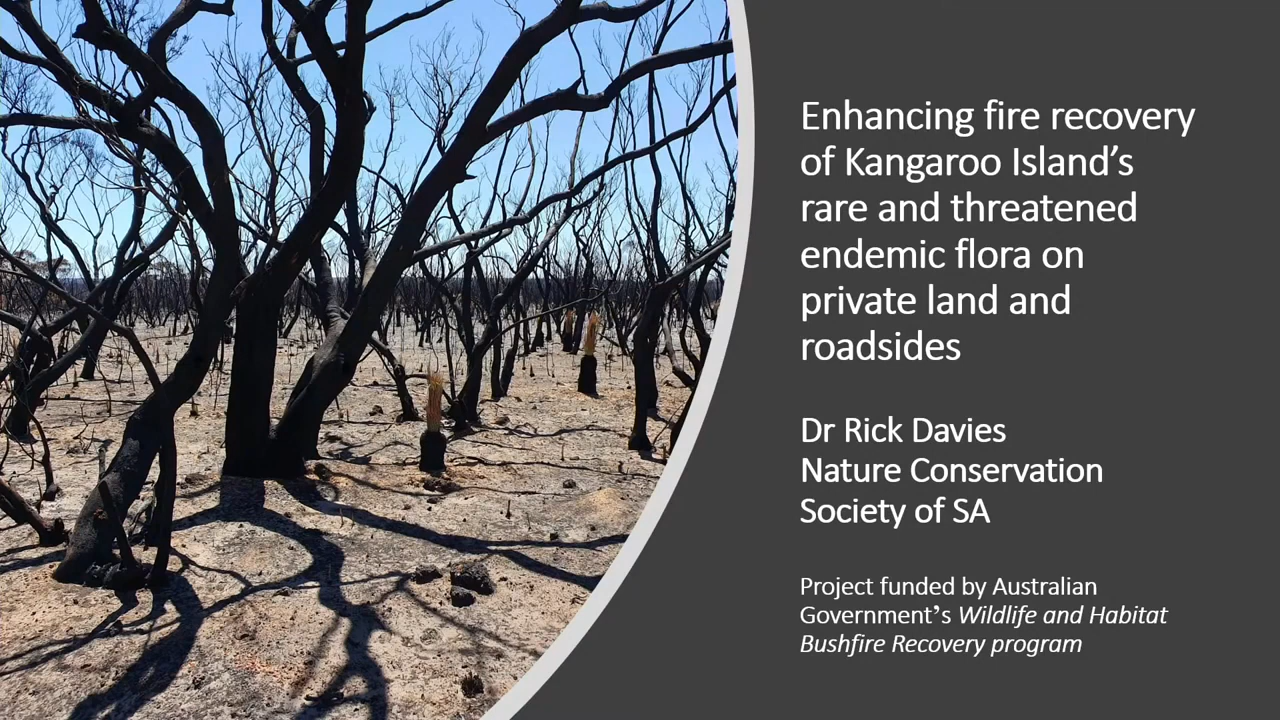 Enhancing fire recovery
of Kangaroo Island’s
rare and threatened
endemic flora on
private land and
roadsides
Dr Rick Davies
Nature Conservation
Society of SA
Project funded by Australian
Government’s Wildlife and Habitat
Bushfire Recovery program